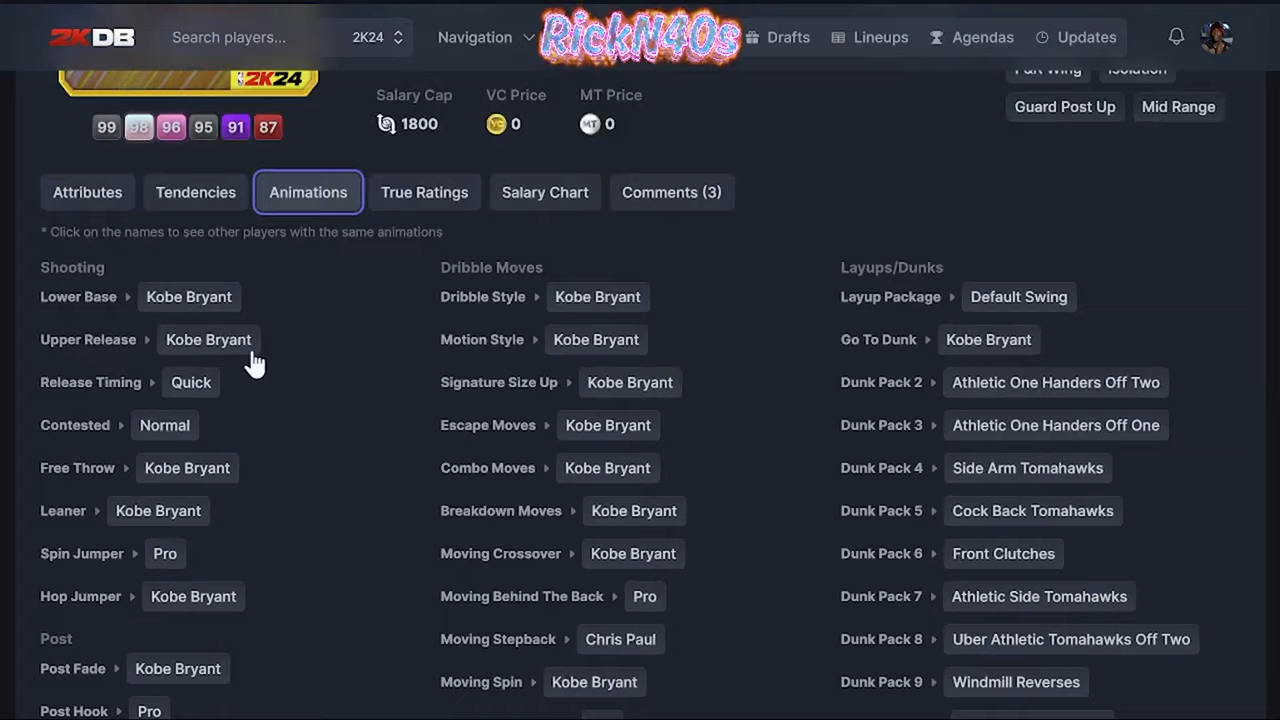 2KDB
Search players...
2K24
Navigation
RickN40s
Drafts
Lineups
Agendas
Updates
2K24
Salary Cap
VC Price
MT Price
1800
VC
0
MT
0
P&R Wing
Isolation
Guard Post Up
Mid Range
99
98
96
95
91
87
Attributes
Tendencies
Animations
True Ratings
Salary Chart
Comments (3)
* Click on the names to see other players with the same animations
Shooting
Lower Base
Kobe Bryant
Upper Release
Kobe Bryant
Release Timing
Quick
Contested
Normal
Free Throw
Kobe Bryant
Leaner
Kobe Bryant
Spin Jumper
Pro
Hop Jumper
Kobe Bryant
Post
Post Fade
Kobe Bryant
Post Hook
Pro
Dribble Moves
Dribble Style
Kobe Bryant
Motion Style
Kobe Bryant
Signature Size Up
Kobe Bryant
Escape Moves
Kobe Bryant
Combo Moves
Kobe Bryant
Breakdown Moves
Kobe Bryant
Moving Crossover
Kobe Bryant
Moving Behind The Back
Pro
Moving Stepback
Chris Paul
Moving Spin
Kobe Bryant
Layups/Dunks
Layup Package
Default Swing
Go To Dunk
Kobe Bryant
Dunk Pack 2
Athletic One Handers Off Two
Dunk Pack 3
Athletic One Handers Off One
Dunk Pack 4
Side Arm Tomahawks
Dunk Pack 5
Cock Back Tomahawks
Dunk Pack 6
Front Clutches
Dunk Pack 7
Athletic Side Tomahawks
Dunk Pack 8
Uber Athletic Tomahawks Off Two
Dunk Pack 9
Windmill Reverses